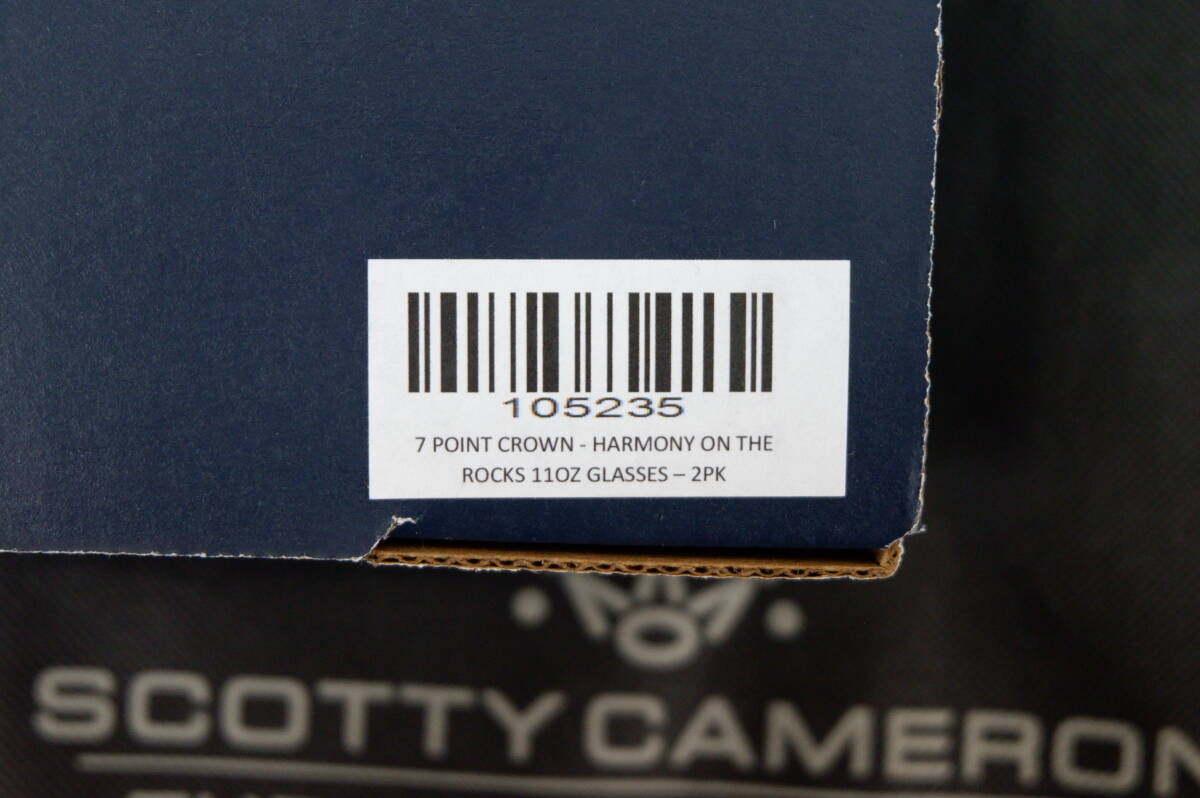 105235
7 POINT CROWN - HARMONY ON THE
ROCKS 11OZ GLASSES – 2PK
SCOTTY CAMERON